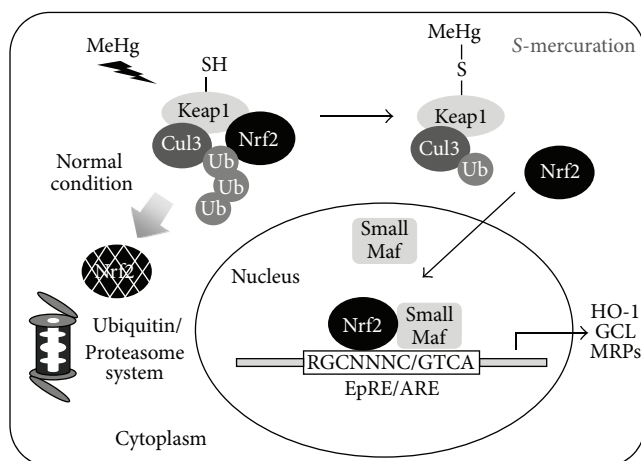 MeHg
SH
Keap1
Cul3
Nrf2
Ub
Ub
Ub
Normal
condition
MeHg
S
S-mercuration
Keap1
Cul3
Ub
Nrf2
Nrf2
Ubiquitin/
Proteasome
system
Nucleus
Small
Maf
Nrf2
Small
Maf
RGCNNNC/GTCA
EpRE/ARE
HO-1
GCL
MRPs
Cytoplasm